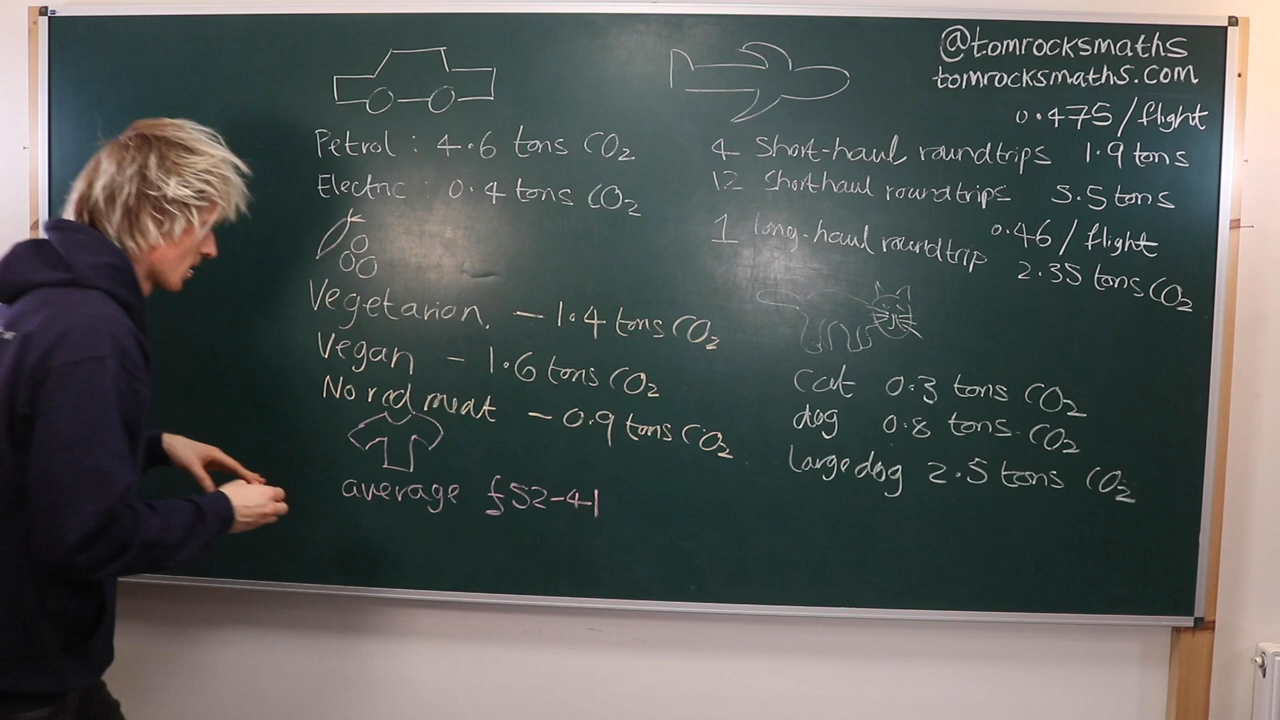 @tomrocksmaths
tomrocksmaths.com
Petrol : 4.6 tons CO2
Electric : 0.4 tons CO2
0.475/flight
4 short-haul roundtrips 1.9 tons
12 shorthaul roundtrips 5.5 tons
0.46/flight
1 long-haul roundtrip 2.35 tons CO2
Vegetarian - 1.4 tons CO2
Vegan - 1.6 tons CO2
No red meat - 0.9 tons CO2
average £52-41
cat 0.3 tons CO2
dog 0.8 tons CO2
large dog 2.5 tons CO2